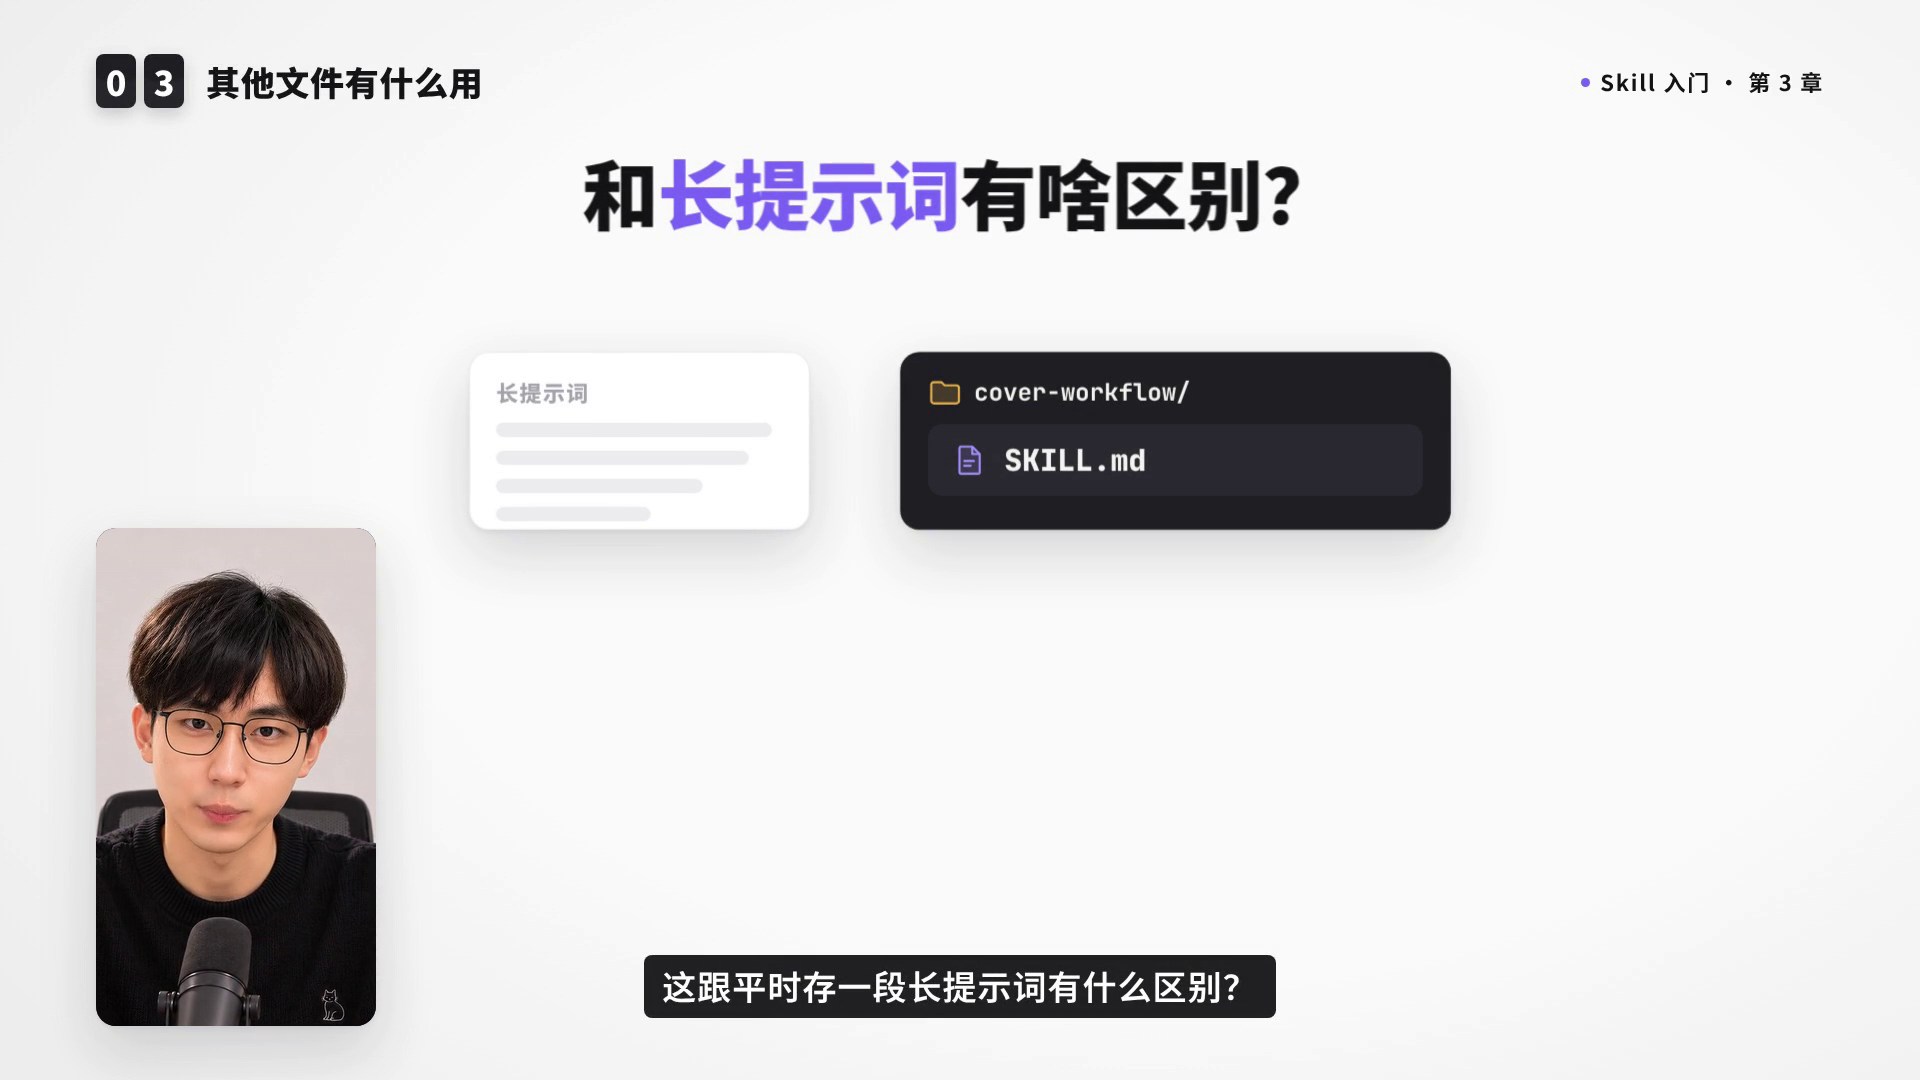 03 其他文件有什么用
Skill 入门 · 第 3 章
和长提示词有啥区别？
长提示词
cover-workflow/
SKILL.md
这跟平时存一段长提示词有什么区别？